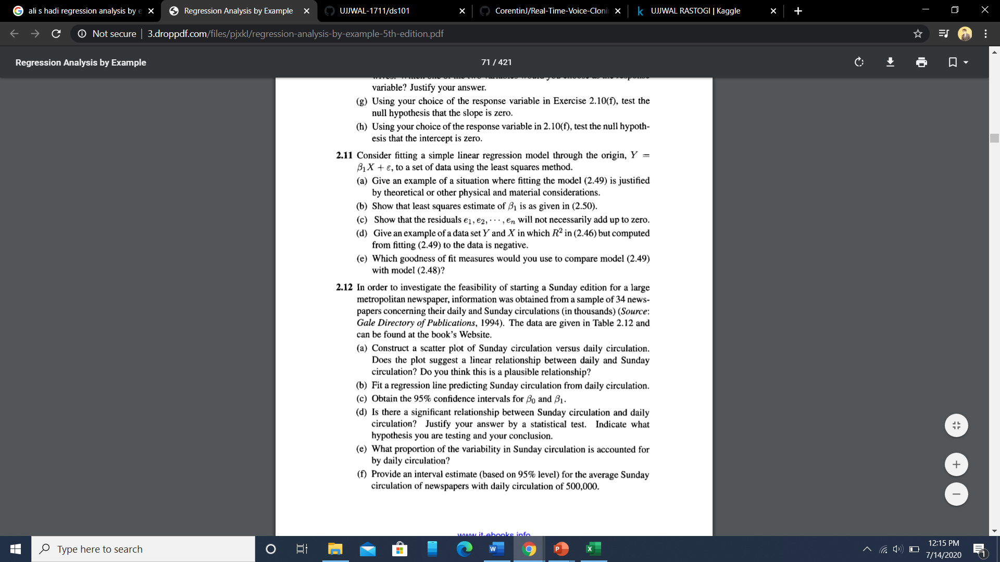 ali s hadi regression analysis by e
Regression Analysis by Example
UJJWAL-1711/ds101
CorentinJ/Real-Time-Voice-Cloni
UJJWAL RASTOGI | Kaggle
Not secure | 3.droppdf.com/files/pjxkl/regression-analysis-by-example-5th-edition.pdf
Regression Analysis by Example
71 / 421
variable? Justify your answer.
(g) Using your choice of the response variable in Exercise 2.10(f), test the
null hypothesis that the slope is zero.
(h) Using your choice of the response variable in 2.10(f), test the null hypoth-
esis that the intercept is zero.
2.11 Consider fitting a simple linear regression model through the origin, Y =
β₁X + ε, to a set of data using the least squares method.
(a) Give an example of a situation where fitting the model (2.49) is justified
by theoretical or other physical and material considerations.
(b) Show that least squares estimate of β₁ is as given in (2.50).
(c) Show that the residuals e₁, e₂, ⋯, eₙ will not necessarily add up to zero.
(d) Give an example of a data set Y and X in which R² in (2.46) but computed
from fitting (2.49) to the data is negative.
(e) Which goodness of fit measures would you use to compare model (2.49)
with model (2.48)?
2.12 In order to investigate the feasibility of starting a Sunday edition for a large
metropolitan newspaper, information was obtained from a sample of 34 news-
papers concerning their daily and Sunday circulations (in thousands) (Source:
Gale Directory of Publications, 1994). The data are given in Table 2.12 and
can be found at the book's Website.
(a) Construct a scatter plot of Sunday circulation versus daily circulation.
Does the plot suggest a linear relationship between daily and Sunday
circulation? Do you think this is a plausible relationship?
(b) Fit a regression line predicting Sunday circulation from daily circulation.
(c) Obtain the 95% confidence intervals for β₀ and β₁.
(d) Is there a significant relationship between Sunday circulation and daily
circulation? Justify your answer by a statistical test. Indicate what
hypothesis you are testing and your conclusion.
(e) What proportion of the variability in Sunday circulation is accounted for
by daily circulation?
(f) Provide an interval estimate (based on 95% level) for the average Sunday
circulation of newspapers with daily circulation of 500,000.
www.it-ebooks.info
Type here to search
12:15 PM
7/14/2020
1